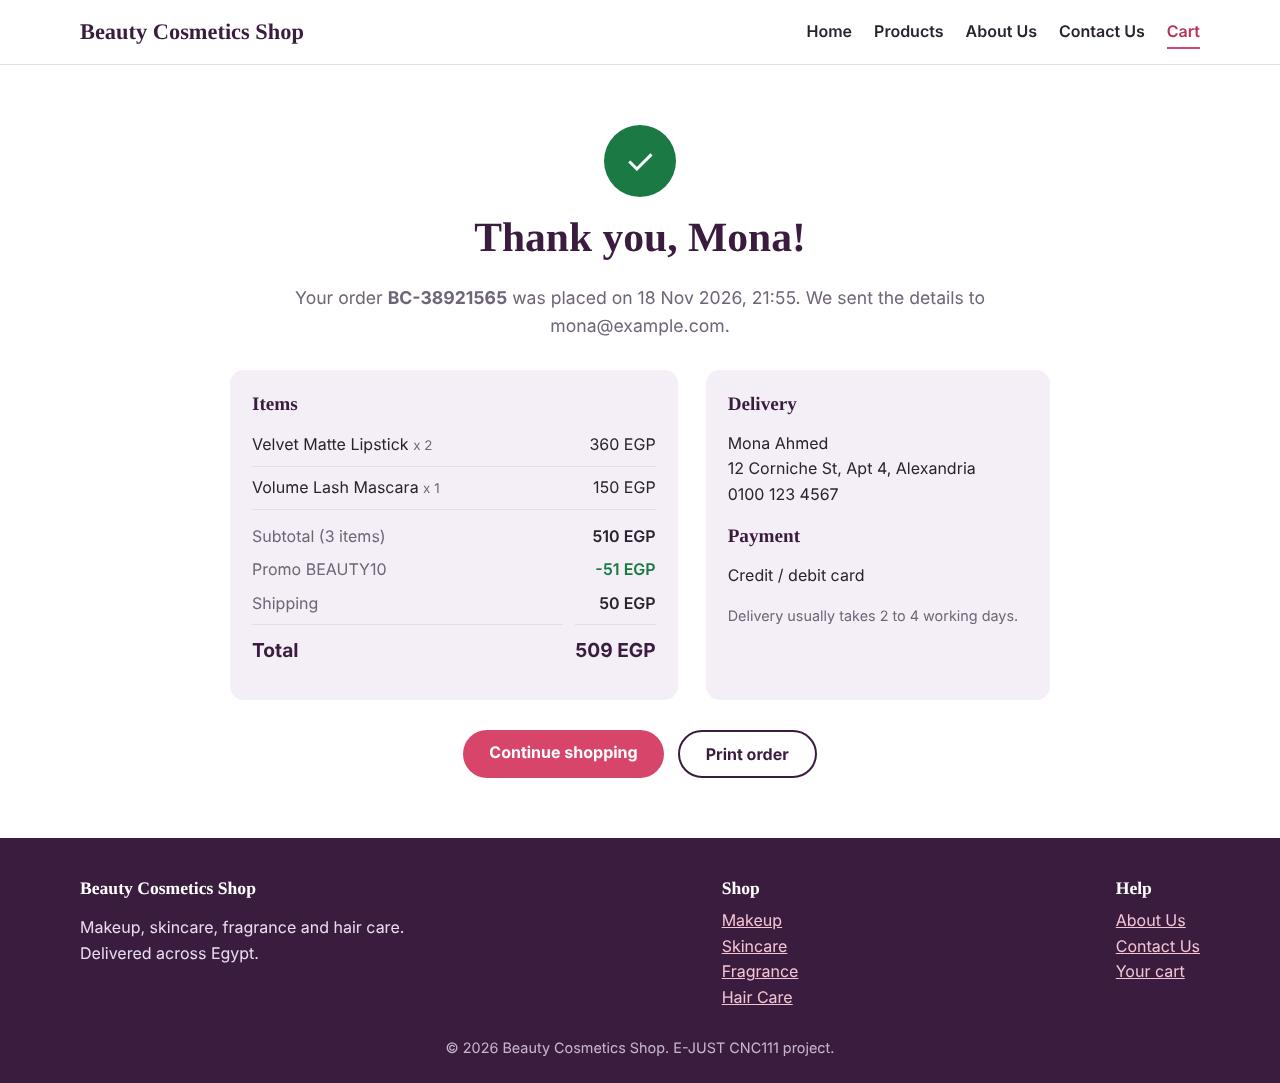 Beauty Cosmetics Shop
Home Products About Us Contact Us Cart
Thank you, Mona!
Your order BC-38921565 was placed on 18 Nov 2026, 21:55. We sent the details to
mona@example.com.
Items
Velvet Matte Lipstick x 2 360 EGP
Volume Lash Mascara x 1 150 EGP
Subtotal (3 items) 510 EGP
Promo BEAUTY10 -51 EGP
Shipping 50 EGP
Total 509 EGP
Delivery
Mona Ahmed
12 Corniche St, Apt 4, Alexandria
0100 123 4567
Payment
Credit / debit card
Delivery usually takes 2 to 4 working days.
Continue shopping Print order
Beauty Cosmetics Shop
Makeup, skincare, fragrance and hair care.
Delivered across Egypt.
Shop
Makeup
Skincare
Fragrance
Hair Care
Help
About Us
Contact Us
Your cart
© 2026 Beauty Cosmetics Shop. E-JUST CNC111 project.